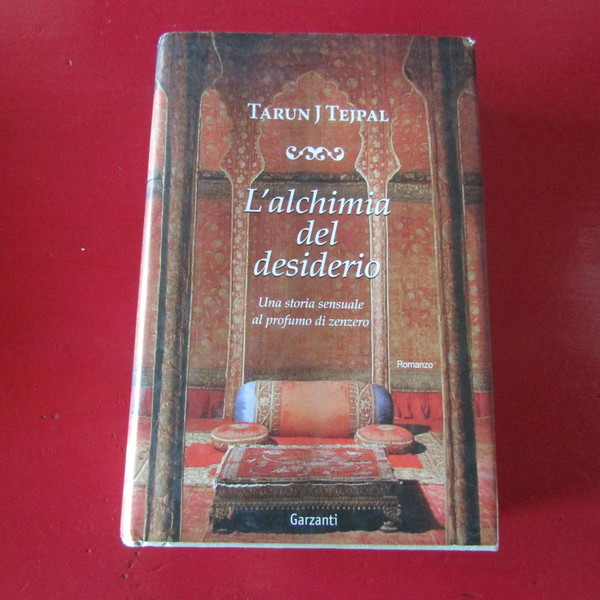 TARUN J TEJPAL
L'alchimia
del
desiderio
Una storia sensuale
al profumo di zenzero
Romanzo
Garzanti